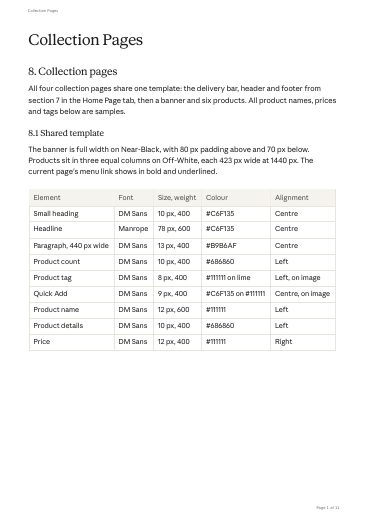 Collection Pages
Collection Pages
8. Collection pages
All four collection pages share one template: the delivery bar, header and footer from
section 7 in the Home Page tab, then a banner and six products. All product names, prices
and tags below are samples.
8.1 Shared template
The banner is full width on Near-Black, with 80 px padding above and 70 px below.
Products sit in three equal columns on Off-White, each 423 px wide at 1440 px. The
current page's menu link shows in bold and underlined.
Element Font Size, weight Colour Alignment
Small heading DM Sans 10 px, 400 #C6F135 Centre
Headline Manrope 78 px, 600 #C6F135 Centre
Paragraph, 440 px wide DM Sans 13 px, 400 #B9B6AF Centre
Product count DM Sans 10 px, 400 #686860 Left
Product tag DM Sans 8 px, 400 #111111 on lime Left, on image
Quick Add DM Sans 9 px, 400 #C6F135 on #111111 Centre, on image
Product name DM Sans 12 px, 600 #111111 Left
Product details DM Sans 10 px, 400 #686860 Left
Price DM Sans 12 px, 400 #111111 Right
Page 1 of 11